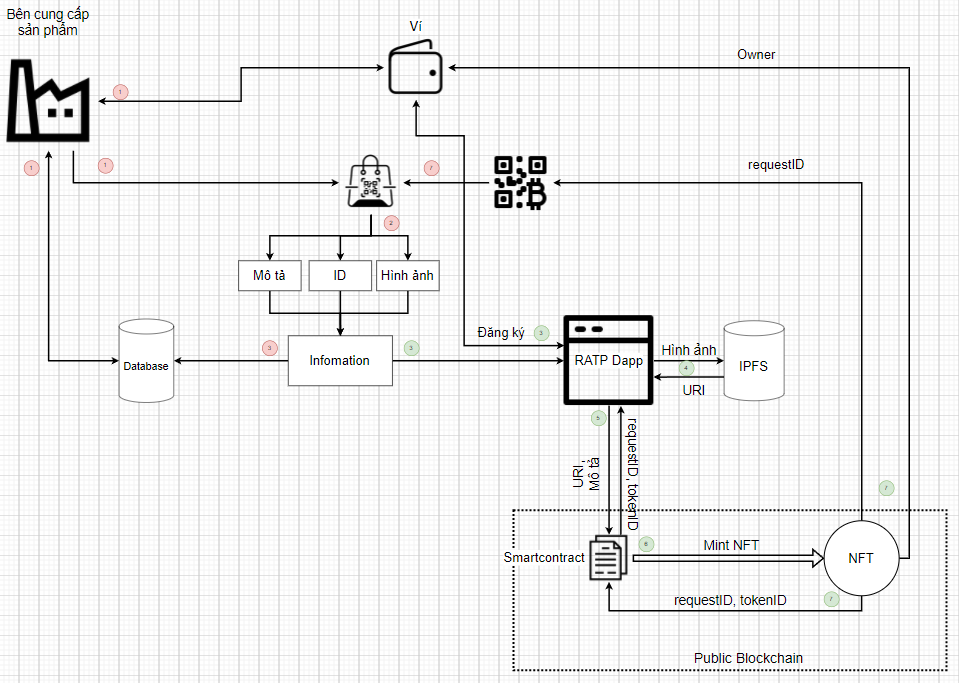 Bên cung cấp
sản phẩm
Ví
Owner
1
1
1
requestID
7
2
Mô tả
ID
Hình ảnh
Đăng ký
3
3
3
Infomation
Database
RATP Dapp
Hình ảnh
4
URI
IPFS
5
URI,
Mô tả
requestID, tokenID
7
6
Smartcontract
Mint NFT
NFT
requestID, tokenID
7
Public Blockchain